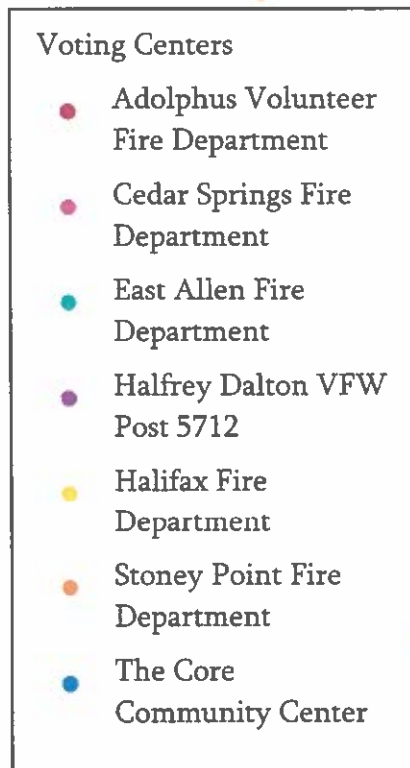 Voting Centers
Adolphus Volunteer
Fire Department
Cedar Springs Fire
Department
East Allen Fire
Department
Halfrey Dalton VFW
Post 5712
Halifax Fire
Department
Stoney Point Fire
Department
The Core
Community Center